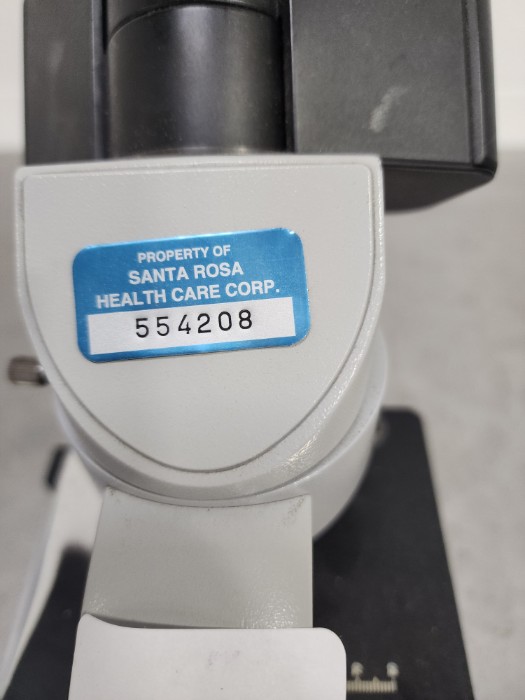 PROPERTY OF
SANTA ROSA
HEALTH CARE CORP.
554208